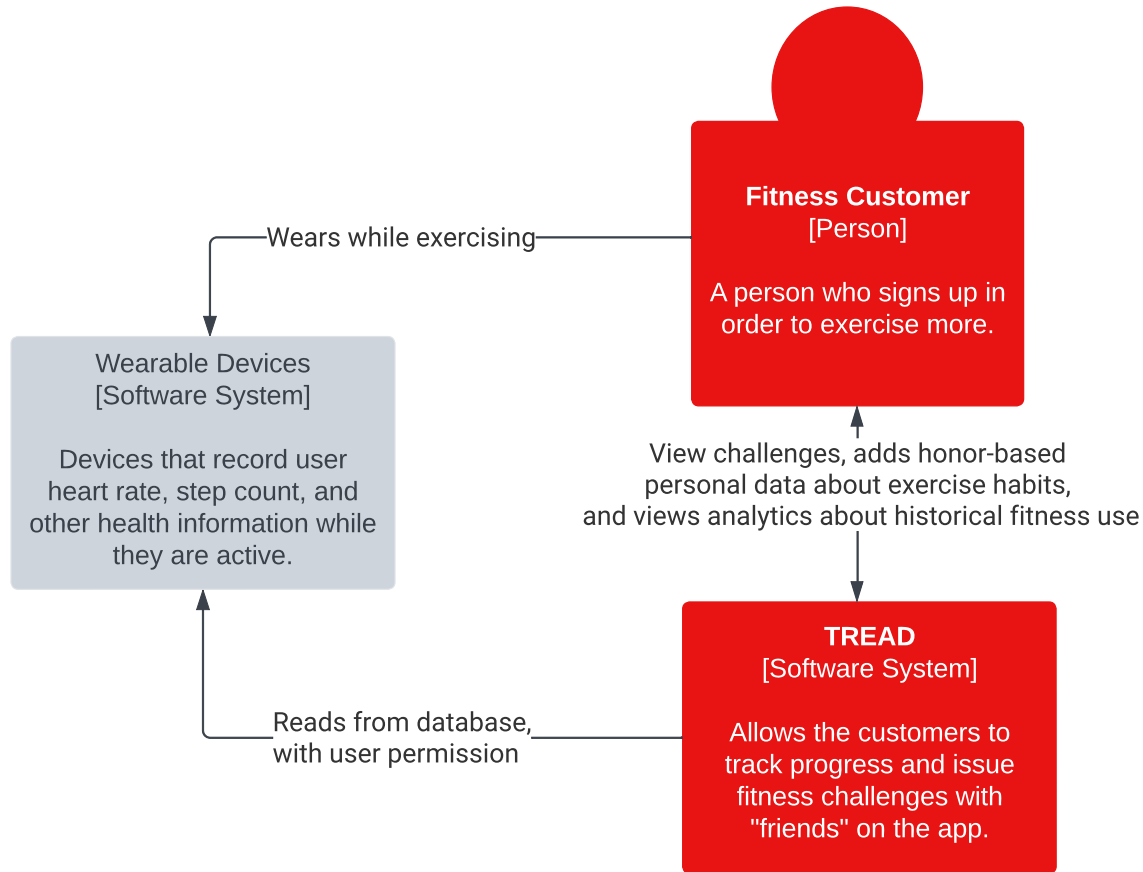 Fitness Customer
[Person]
A person who signs up in
order to exercise more.
Wears while exercising
Wearable Devices
[Software System]
Devices that record user
heart rate, step count, and
other health information while
they are active.
View challenges, adds honor-based
personal data about exercise habits,
and views analytics about historical fitness use
TREAD
[Software System]
Allows the customers to
track progress and issue
fitness challenges with
"friends" on the app.
Reads from database,
with user permission